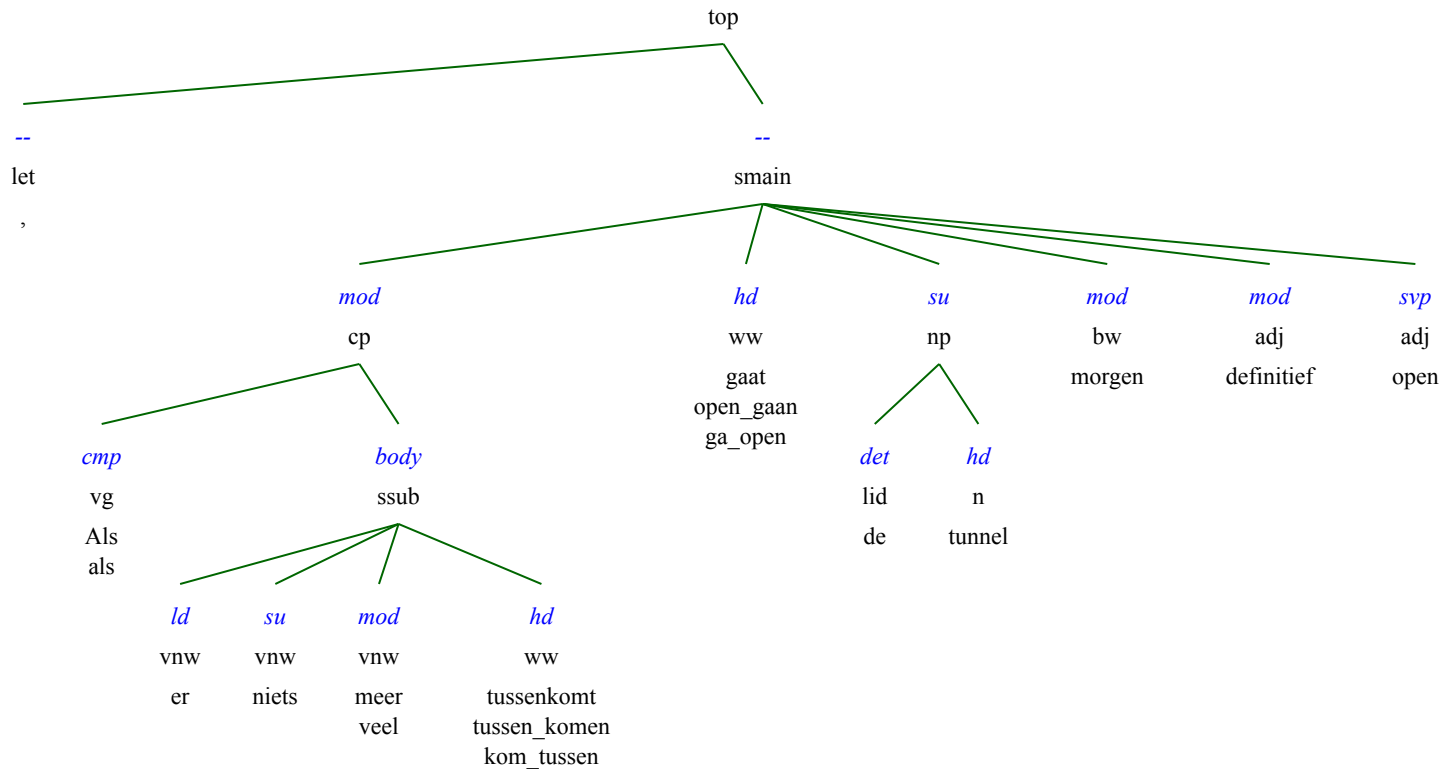 top
-- --
let smain
,
mod hd su mod mod svp
cp ww np bw adj adj
gaat morgen definitief open
open_gaan
ga_open
cmp body det hd
vg ssub lid n
Als de tunnel
als
ld su mod hd
vnw vnw vnw ww
er niets meer tussenkomt
veel tussen_komen
kom_tussen